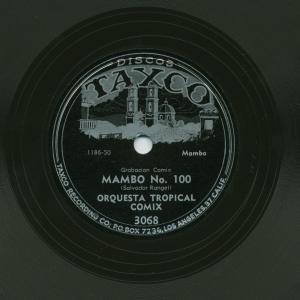 DISCOS
TAXCO
1186-50 Mambo
Grabacion Comix
MAMBO No. 100
(Salvador Rangel)
ORQUESTA TROPICAL
COMIX
3068
TAXCO RECORDING CO. P.O. BOX 7236, LOS ANGELES, 37 CALIF.